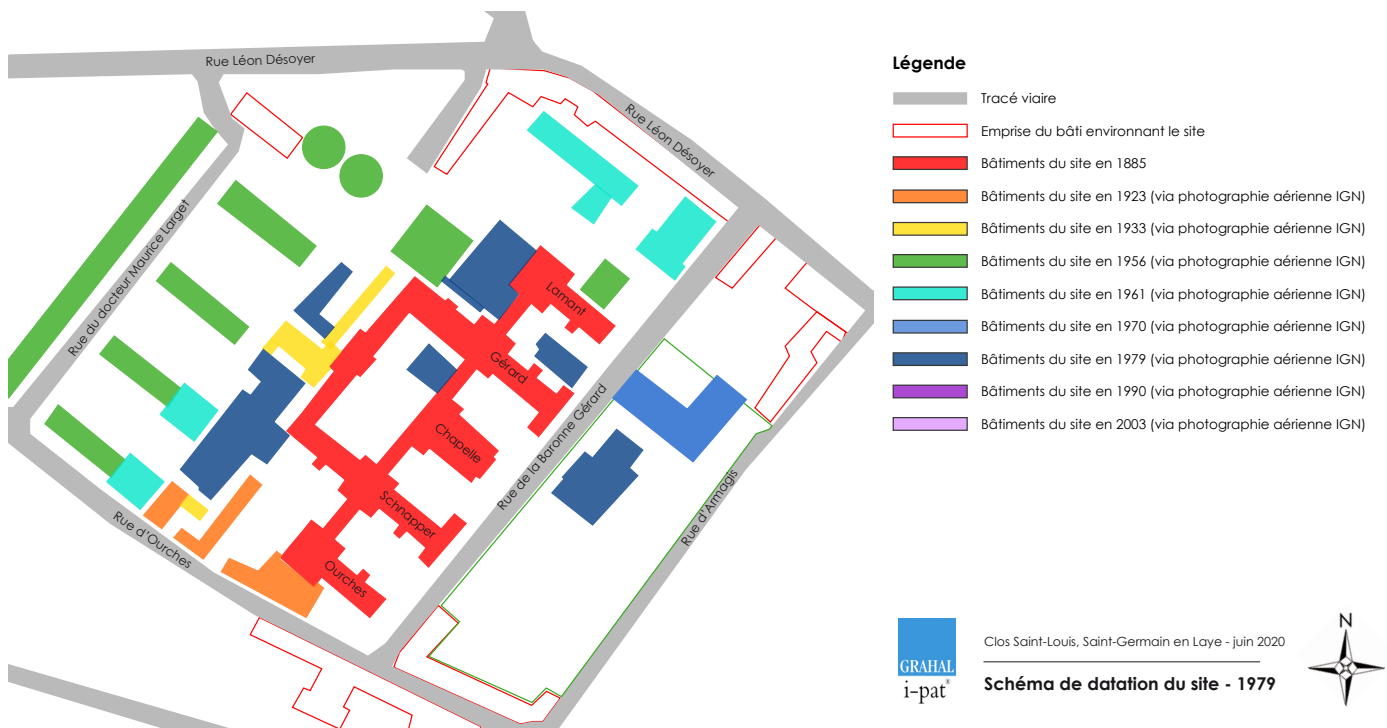 Rue Léon Désoyer
Rue Léon Désoyer
Rue du docteur Maurice Larget
Lamant
Gérard
Chapelle
Schnapper
Ourches
Rue de la Baronne Gérard
Rue d'Armagis
Rue d'Ourches
Légende
Tracé viaire
Emprise du bâti environnant le site
Bâtiments du site en 1885
Bâtiments du site en 1923 (via photographie aérienne IGN)
Bâtiments du site en 1933 (via photographie aérienne IGN)
Bâtiments du site en 1956 (via photographie aérienne IGN)
Bâtiments du site en 1961 (via photographie aérienne IGN)
Bâtiments du site en 1970 (via photographie aérienne IGN)
Bâtiments du site en 1979 (via photographie aérienne IGN)
Bâtiments du site en 1990 (via photographie aérienne IGN)
Bâtiments du site en 2003 (via photographie aérienne IGN)
GRAHAL
i-pat®
Clos Saint-Louis, Saint-Germain en Laye - juin 2020
Schéma de datation du site - 1979
N